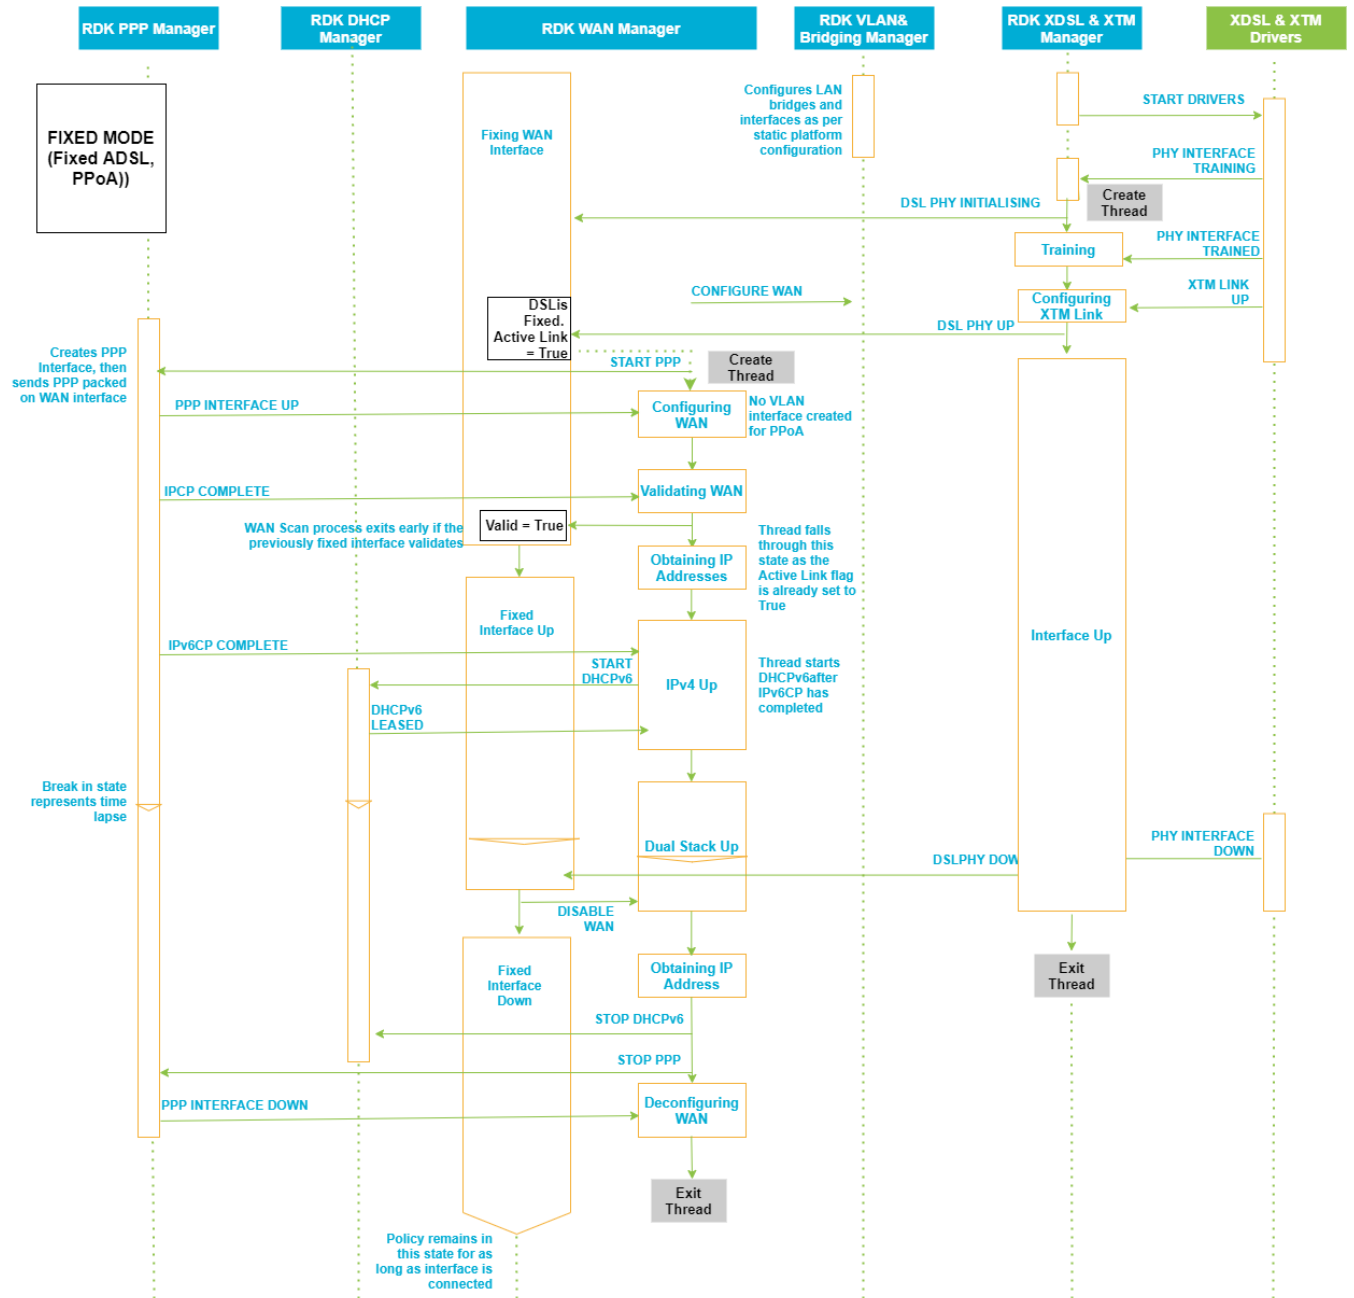 RDK PPP Manager
RDK DHCP
Manager
RDK WAN Manager
RDK VLAN&
Bridging Manager
RDK XDSL & XTM
Manager
XDSL & XTM
Drivers
FIXED MODE
(Fixed ADSL,
PPoA))
Fixing WAN
Interface
Configures LAN
bridges and
interfaces as per
static platform
configuration
START DRIVERS
PHY INTERFACE
TRAINING
Create
Thread
DSL PHY INITIALISING
Training
PHY INTERFACE
TRAINED
CONFIGURE WAN
Configuring
XTM Link
XTM LINK
UP
DSLis
Fixed.
Active Link
= True
DSL PHY UP
START PPP
Create
Thread
Creates PPP
Interface, then
sends PPP packed
on WAN interface
PPP INTERFACE UP
Configuring
WAN
No VLAN
interface created
for PPoA
IPCP COMPLETE
Validating WAN
WAN Scan process exits early if the
previously fixed interface validates
Valid = True
Obtaining IP
Addresses
Thread falls
through this
state as the
Active Link flag
is already set to
True
Fixed
Interface Up
IPv6CP COMPLETE
START
DHCPv6
IPv4 Up
Thread starts
DHCPv6after
IPv6CP has
completed
Interface Up
DHCPv6
LEASED
Break in state
represents time
lapse
Dual Stack Up
DSLPHY DOW
PHY INTERFACE
DOWN
DISABLE
WAN
Fixed
Interface
Down
Obtaining IP
Address
Exit
Thread
STOP DHCPv6
STOP PPP
PPP INTERFACE DOWN
Deconfiguring
WAN
Exit
Thread
Policy remains in
this state for as
long as interface is
connected